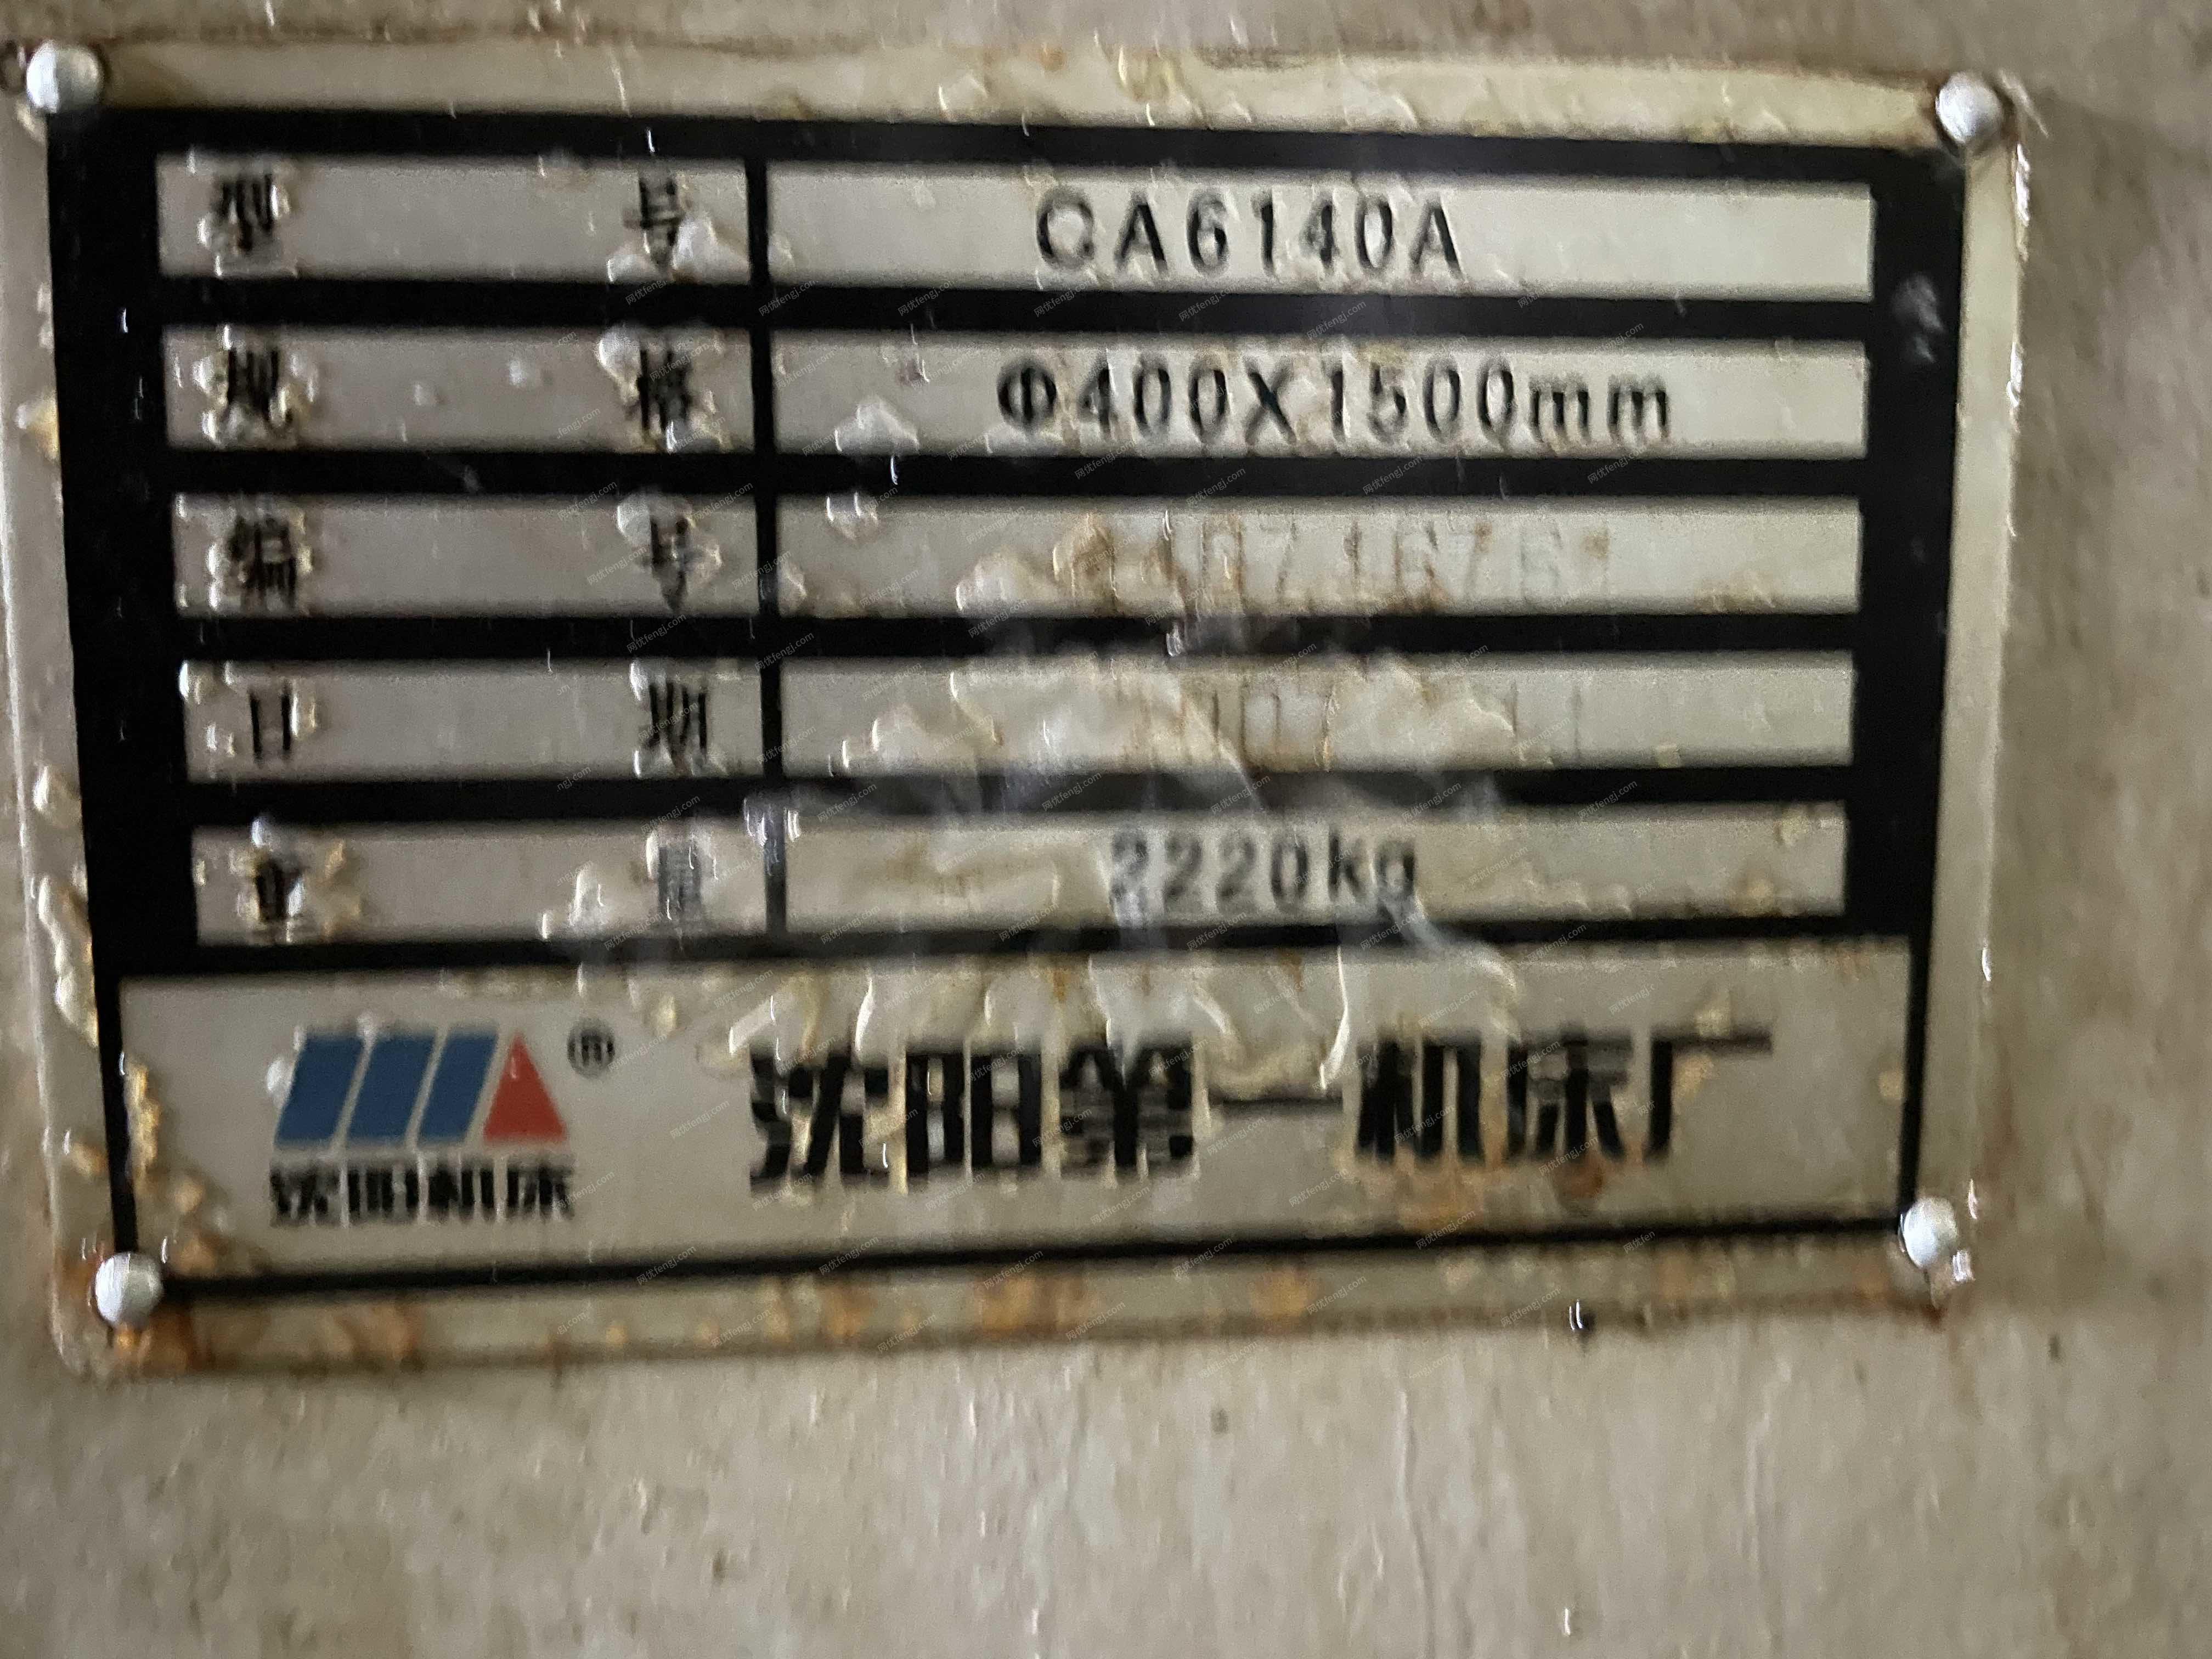 型 号 CA6140A
规 格 Φ400X1500mm
编 号
日 期
重 量 2220kg
® 沈阳第一机床厂
沈阳机床